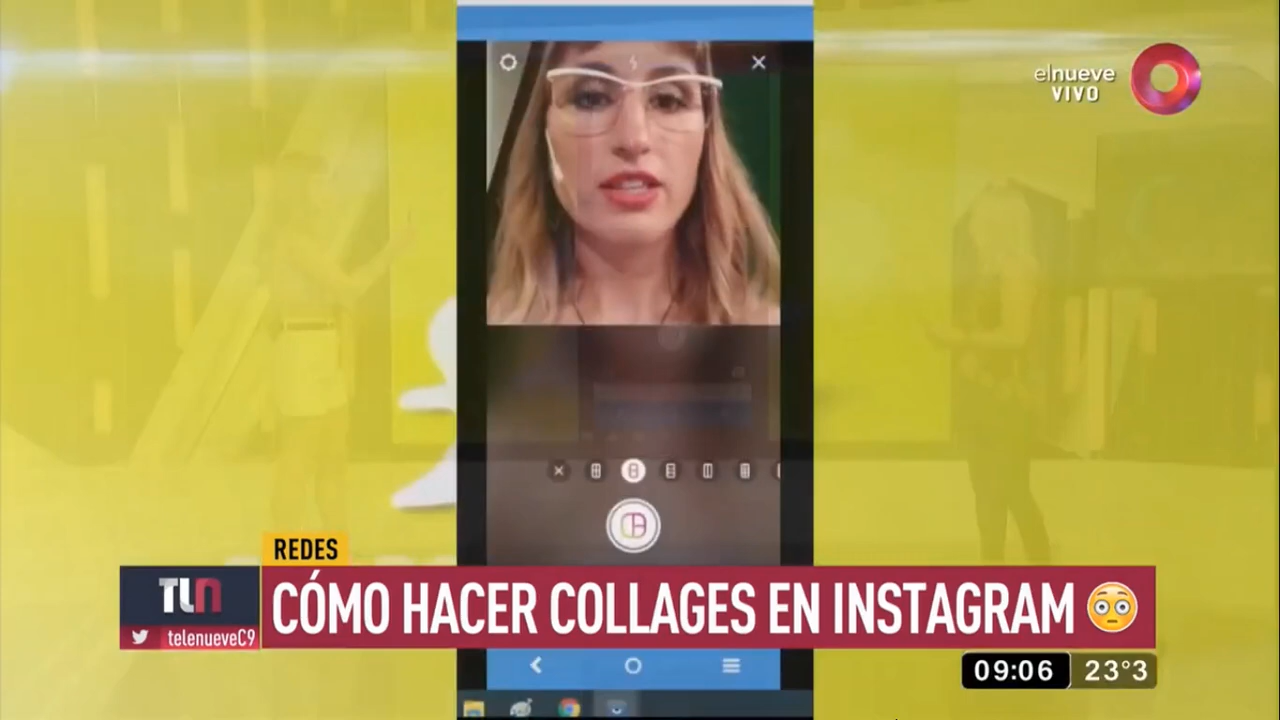 elnueve
VIVO
REDES
TLN
CÓMO HACER COLLAGES EN INSTAGRAM
telenueveC9
09:06 23°3